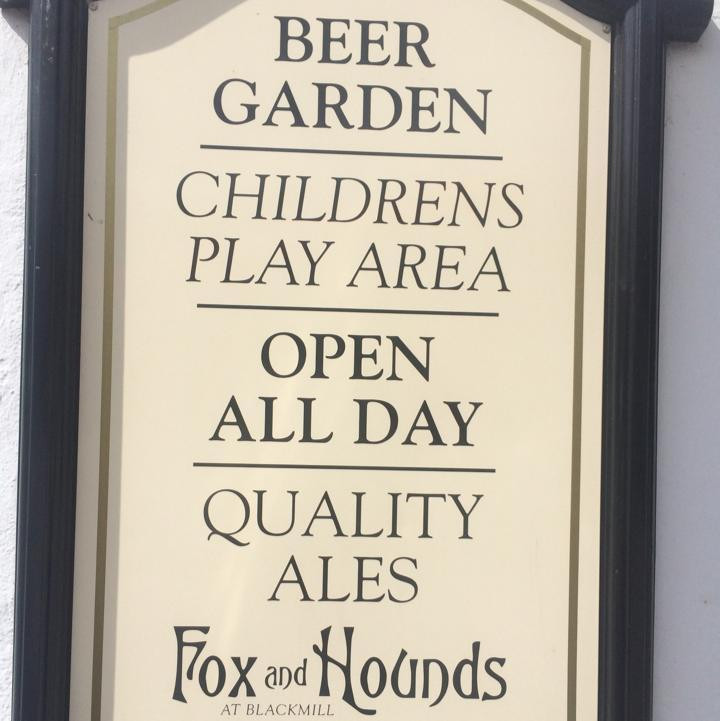 BEER
GARDEN
CHILDRENS
PLAY AREA
OPEN
ALL DAY
QUALITY
ALES
Fox and Hounds
AT BLACKMILL